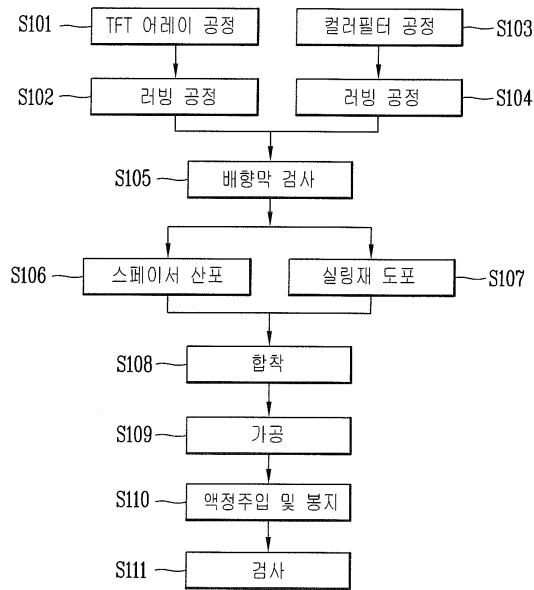 S101 TFT 어레이 공정
컬러필터 공정 S103
S102 러빙 공정
러빙 공정 S104
S105 배향막 검사
S106 스페이서 산포
실링재 도포 S107
S108 합착
S109 가공
S110 액정주입 및 봉지
S111 검사